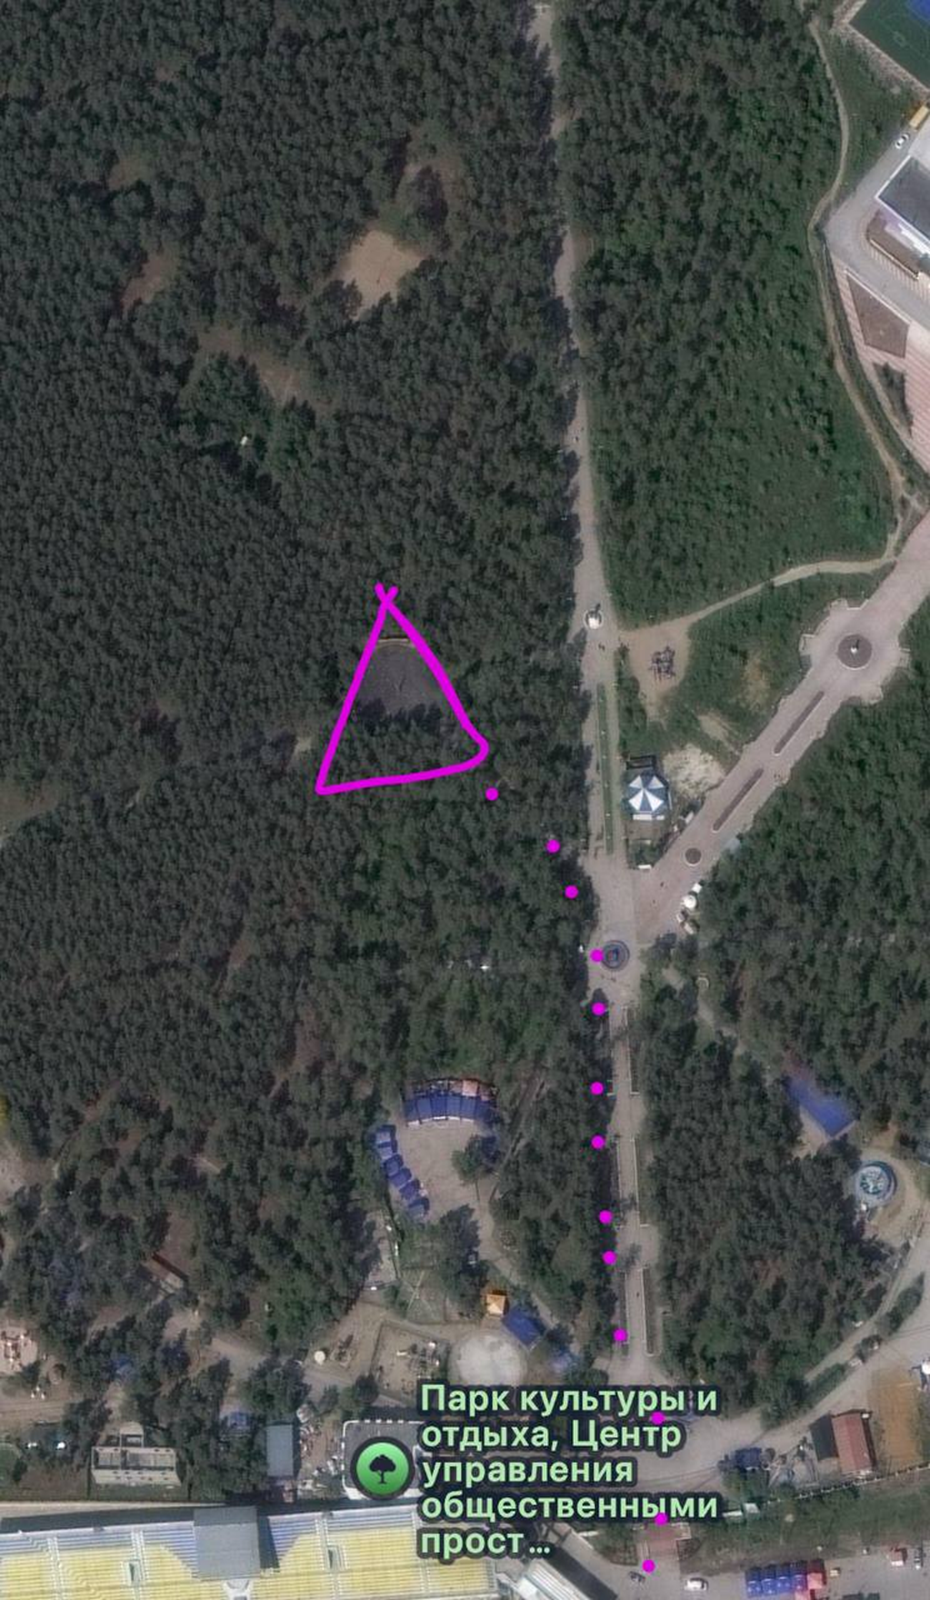 Парк культуры и
отдыха, Центр
управления
общественными
прост...